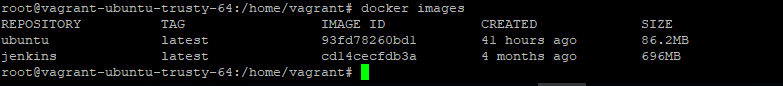 root@vagrant-ubuntu-trusty-64:/home/vagrant# docker images
REPOSITORY TAG IMAGE ID CREATED SIZE
ubuntu latest 93fd78260bd1 41 hours ago 86.2MB
jenkins latest cd14cecfdb3a 4 months ago 696MB
root@vagrant-ubuntu-trusty-64:/home/vagrant#